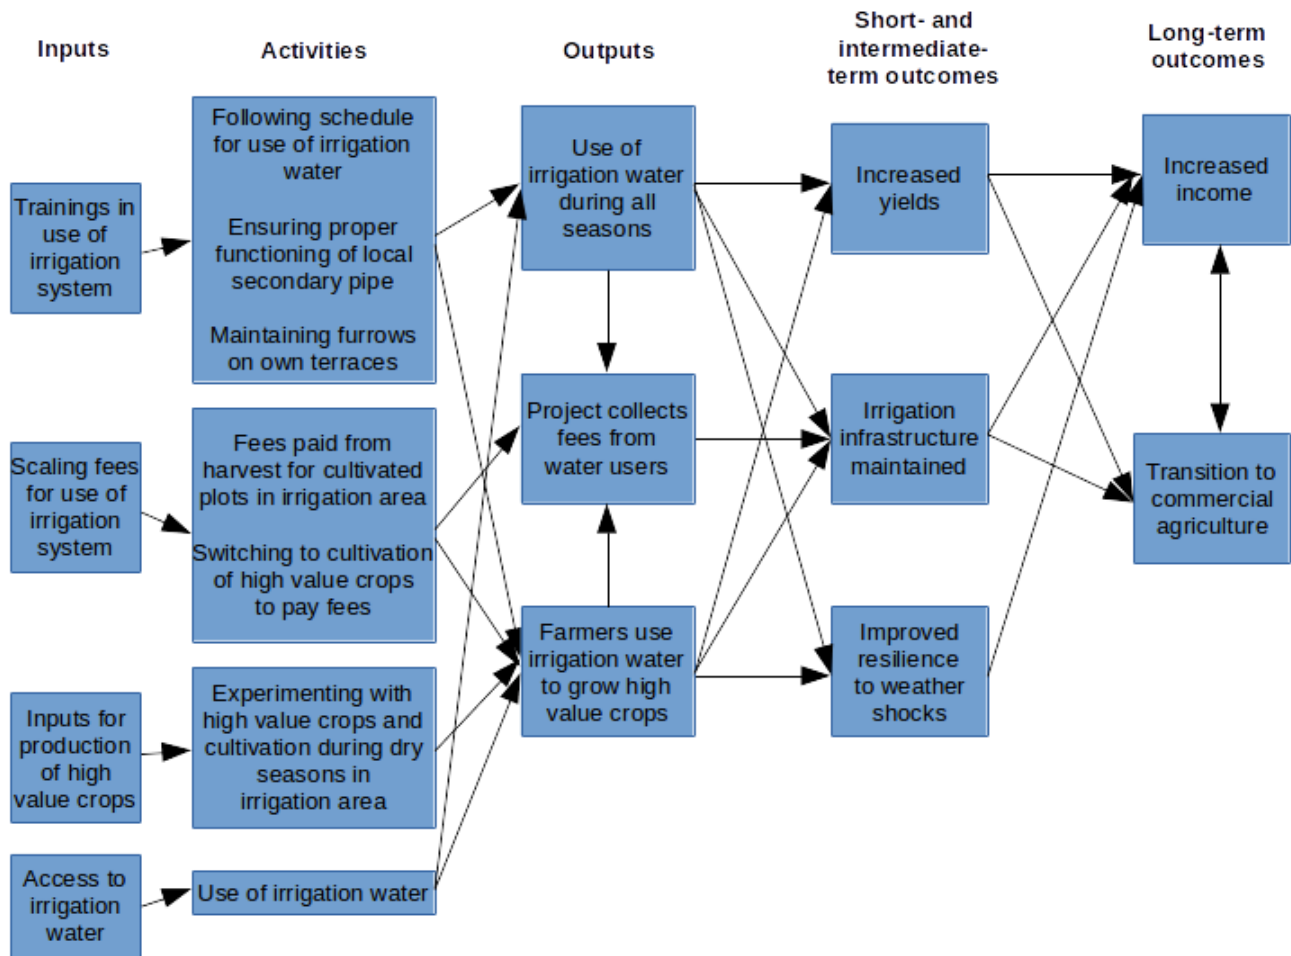 Inputs
Activities
Outputs
Short- and
intermediate-
term outcomes
Long-term
outcomes
Trainings in
use of
irrigation
system
Scaling fees
for use of
irrigation
system
Inputs for
production
of high
value crops
Access to
irrigation
water
Following schedule
for use of irrigation
water
Ensuring proper
functioning of local
secondary pipe
Maintaining furrows
on own terraces
Fees paid from
harvest for cultivated
plots in irrigation area
Switching to cultivation
of high value crops
to pay fees
Experimenting with
high value crops and
cultivation during dry
seasons in
irrigation area
Use of irrigation water
Use of
irrigation water
during all
seasons
Project collects
fees from
water users
Farmers use
irrigation water
to grow high
value crops
Increased
yields
Irrigation
infrastructure
maintained
Improved
resilience
to weather
shocks
Increased
income
Transition to
commercial
agriculture